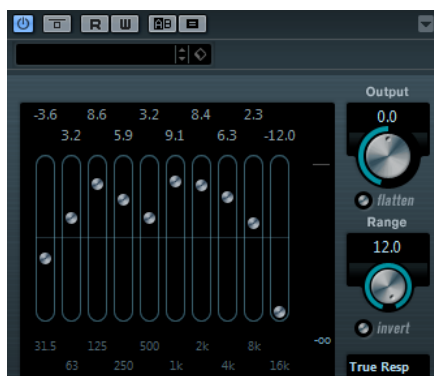 R W AB
Output
-3.6 8.6 3.2 8.4 2.3 0.0
3.2 5.9 9.1 6.3 -12.0
flatten
Range
12.0
invert
31.5 125 500 2k 8k -∞
63 250 1k 4k 16k True Resp